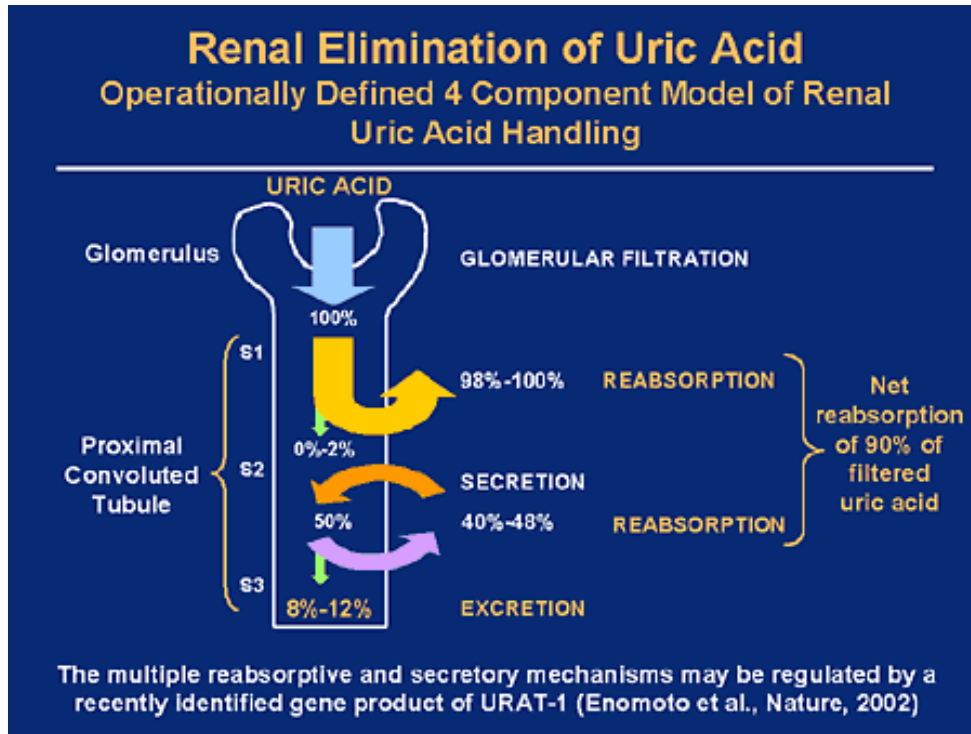 Renal Elimination of Uric Acid
Operationally Defined 4 Component Model of Renal
Uric Acid Handling
URIC ACID
Glomerulus
GLOMERULAR FILTRATION
100%
S1
98%-100%
REABSORPTION
0%-2%
Proximal
Convoluted
Tubule
S2
SECRETION
50%
40%-48%
REABSORPTION
Net
reabsorption
of 90% of
filtered
uric acid
S3
8%-12%
EXCRETION
The multiple reabsorptive and secretory mechanisms may be regulated by a
recently identified gene product of URAT-1 (Enomoto et al., Nature, 2002)